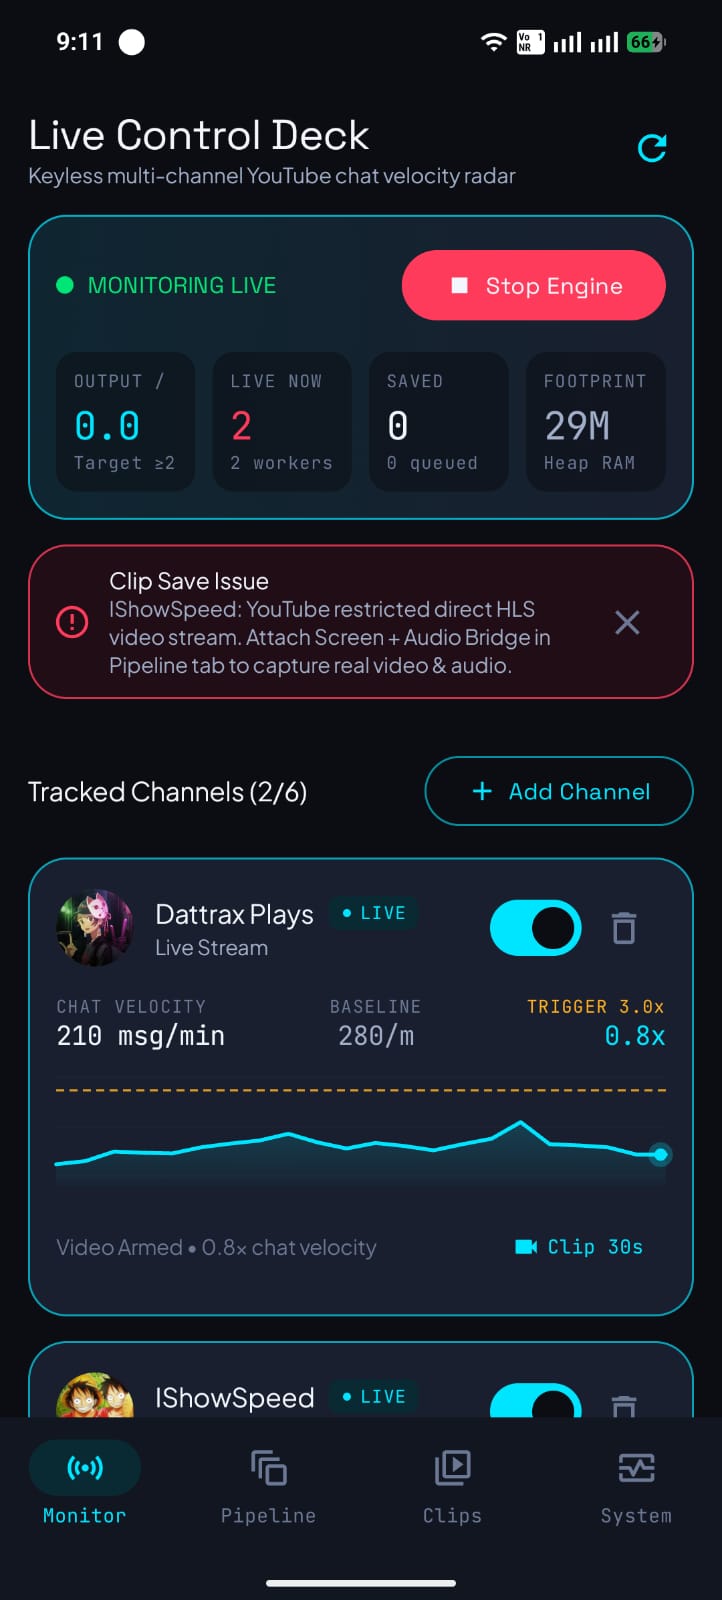 9:11
Vo 1
NR
66
Live Control Deck
Keyless multi-channel YouTube chat velocity radar
MONITORING LIVE
Stop Engine
OUTPUT /
0.0
Target ≥2
LIVE NOW
2
2 workers
SAVED
0
0 queued
FOOTPRINT
29M
Heap RAM
Clip Save Issue
IShowSpeed: YouTube restricted direct HLS
video stream. Attach Screen + Audio Bridge in
Pipeline tab to capture real video & audio.
Tracked Channels (2/6)
+ Add Channel
Dattrax Plays
• LIVE
Live Stream
CHAT VELOCITY
210 msg/min
BASELINE
280/m
TRIGGER 3.0x
0.8x
Video Armed • 0.8× chat velocity
Clip 30s
IShowSpeed
• LIVE
Monitor
Pipeline
Clips
System